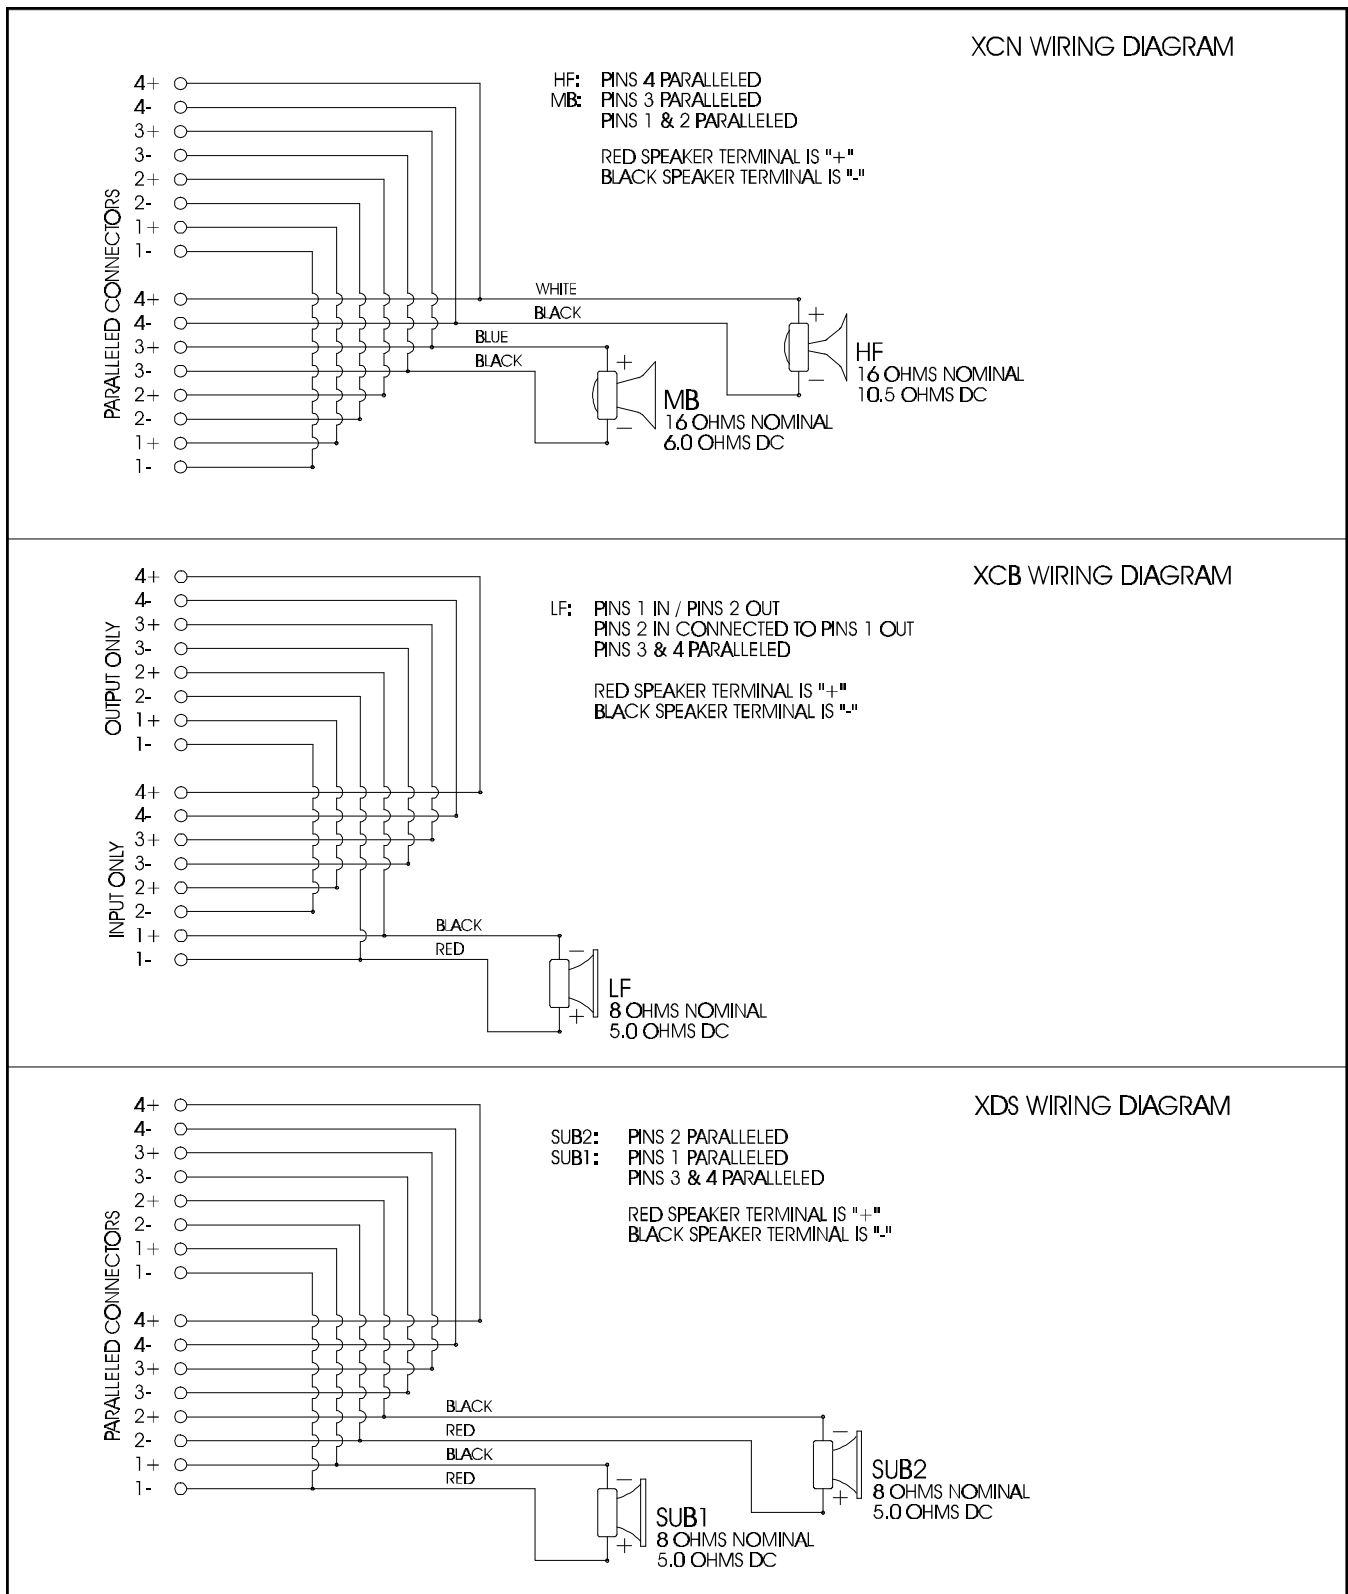 XCN WIRING DIAGRAM
HF: PINS 4 PARALLELED
MB: PINS 3 PARALLELED
PINS 1 & 2 PARALLELED
RED SPEAKER TERMINAL IS "+"
BLACK SPEAKER TERMINAL IS "-"
PARALLELED CONNECTORS
4+
4-
3+
3-
2+
2-
1+
1-
4+
4-
3+
3-
2+
2-
1+
1-
WHITE
BLACK
BLUE
BLACK
+
-
HF
16 OHMS NOMINAL
10.5 OHMS DC
+
-
MB
16 OHMS NOMINAL
6.0 OHMS DC
XCB WIRING DIAGRAM
LF: PINS 1 IN / PINS 2 OUT
PINS 2 IN CONNECTED TO PINS 1 OUT
PINS 3 & 4 PARALLELED
RED SPEAKER TERMINAL IS "+"
BLACK SPEAKER TERMINAL IS "-"
OUTPUT ONLY
4+
4-
3+
3-
2+
2-
1+
1-
INPUT ONLY
4+
4-
3+
3-
2+
2-
1+
1-
BLACK
RED
-
+
LF
8 OHMS NOMINAL
5.0 OHMS DC
XDS WIRING DIAGRAM
SUB2: PINS 2 PARALLELED
SUB1: PINS 1 PARALLELED
PINS 3 & 4 PARALLELED
RED SPEAKER TERMINAL IS "+"
BLACK SPEAKER TERMINAL IS "-"
PARALLELED CONNECTORS
4+
4-
3+
3-
2+
2-
1+
1-
4+
4-
3+
3-
2+
2-
1+
1-
BLACK
RED
BLACK
RED
-
+
SUB2
8 OHMS NOMINAL
5.0 OHMS DC
-
+
SUB1
8 OHMS NOMINAL
5.0 OHMS DC